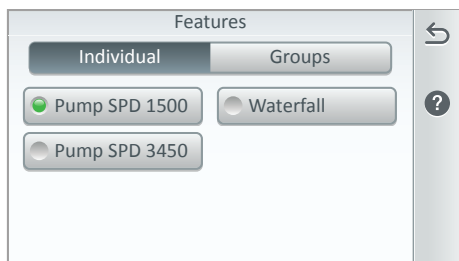 Features
Individual Groups
Pump SPD 1500 Waterfall
Pump SPD 3450
?